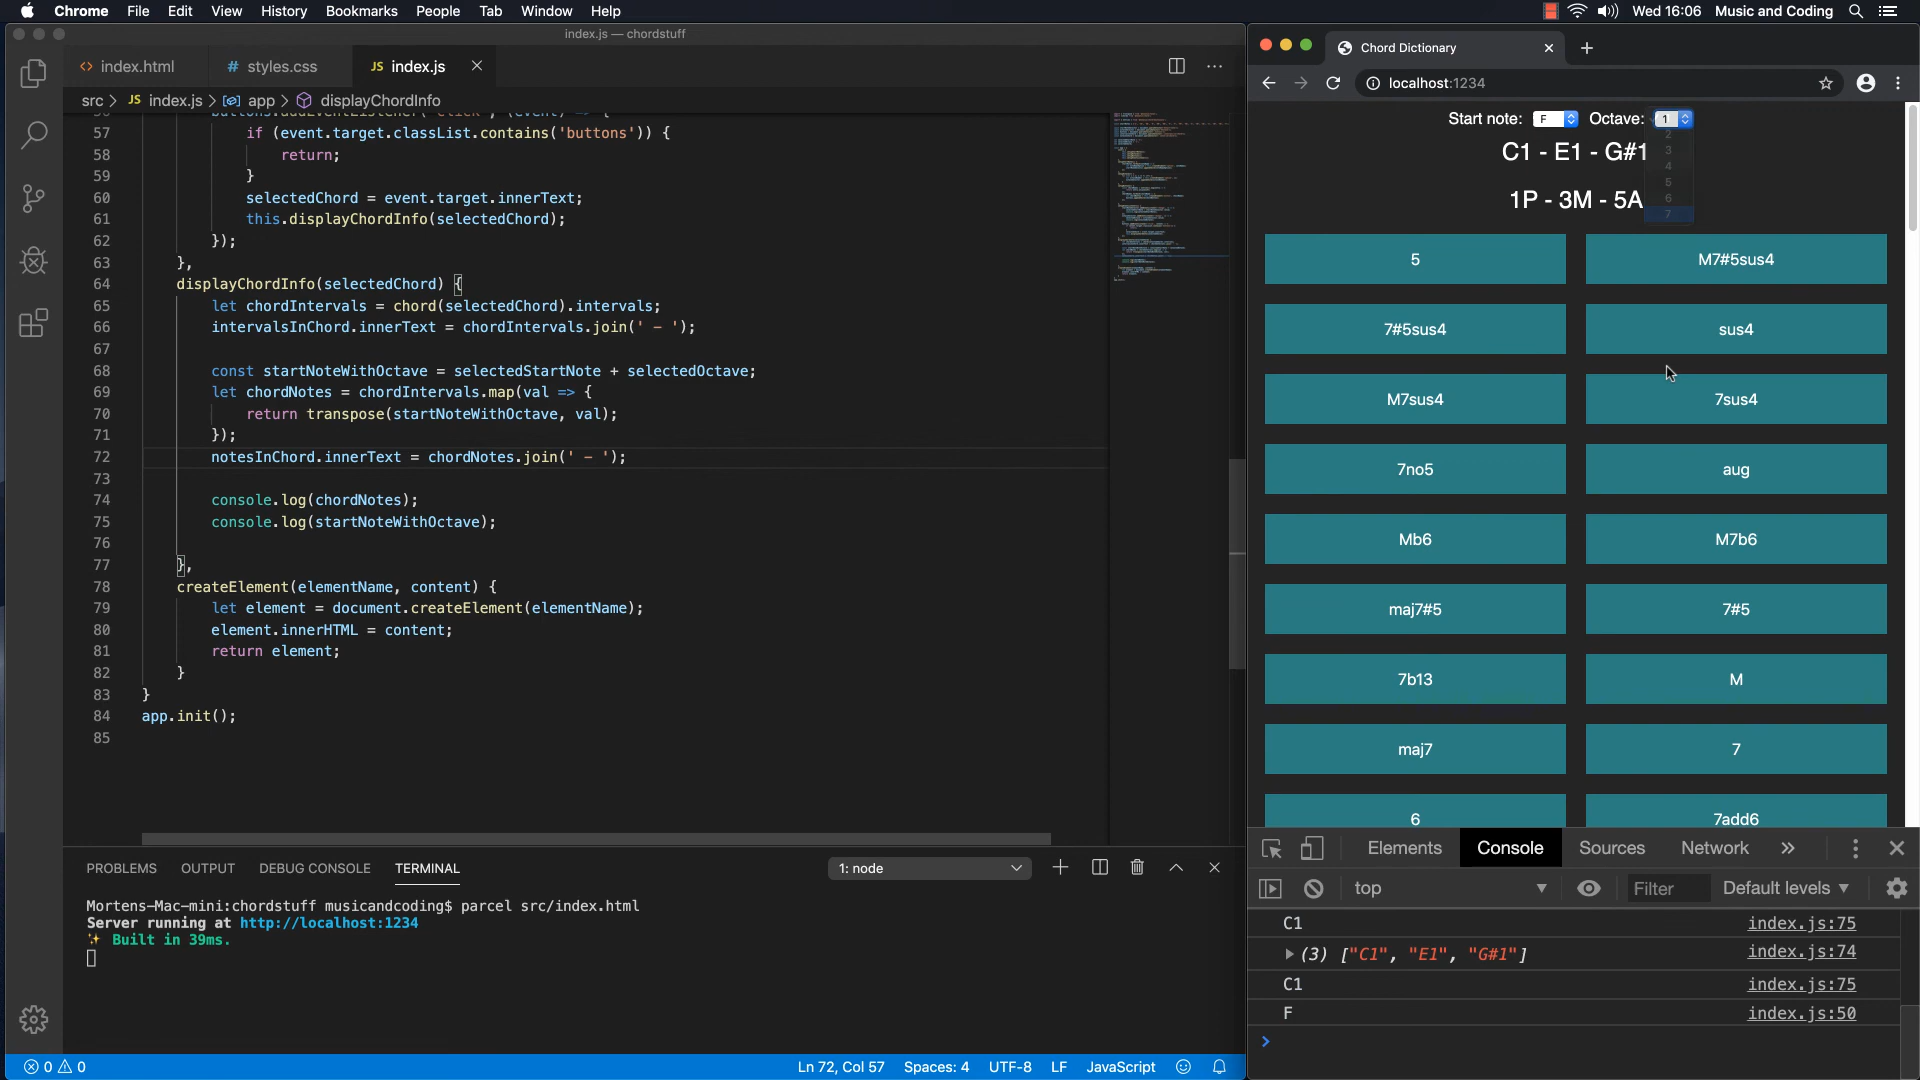 Chrome File Edit View History Bookmarks People Tab Window Help
Wed 16:06 Music and Coding
index.js — chordstuff
<> index.html # styles.css JS index.js
src > JS index.js > app > displayChordInfo
57 if (event.target.classList.contains('buttons')) {
58 return;
59 }
60 selectedChord = event.target.innerText;
61 this.displayChordInfo(selectedChord);
62 });
63 },
64 displayChordInfo(selectedChord) {
65 let chordIntervals = chord(selectedChord).intervals;
66 intervalsInChord.innerText = chordIntervals.join(' - ');
67
68 const startNoteWithOctave = selectedStartNote + selectedOctave;
69 let chordNotes = chordIntervals.map(val => {
70 return transpose(startNoteWithOctave, val);
71 });
72 notesInChord.innerText = chordNotes.join(' - ');
73
74 console.log(chordNotes);
75 console.log(startNoteWithOctave);
76
77 },
78 createElement(elementName, content) {
79 let element = document.createElement(elementName);
80 element.innerHTML = content;
81 return element;
82 }
83 }
84 app.init();
85
PROBLEMS OUTPUT DEBUG CONSOLE TERMINAL
1: node
Mortens-Mac-mini:chordstuff musicandcoding$ parcel src/index.html
Server running at http://localhost:1234
Built in 39ms.
0 0
Ln 72, Col 57 Spaces: 4 UTF-8 LF JavaScript
Chord Dictionary
localhost:1234
Start note: F Octave: 1
2
3
4
5
6
7
C1 - E1 - G#1
1P - 3M - 5A
5 M7#5sus4
7#5sus4 sus4
M7sus4 7sus4
7no5 aug
Mb6 M7b6
maj7#5 7#5
7b13 M
maj7 7
6 7add6
Elements Console Sources Network »
top Filter Default levels
C1 index.js:75
(3) ["C1", "E1", "G#1"] index.js:74
C1 index.js:75
F index.js:50